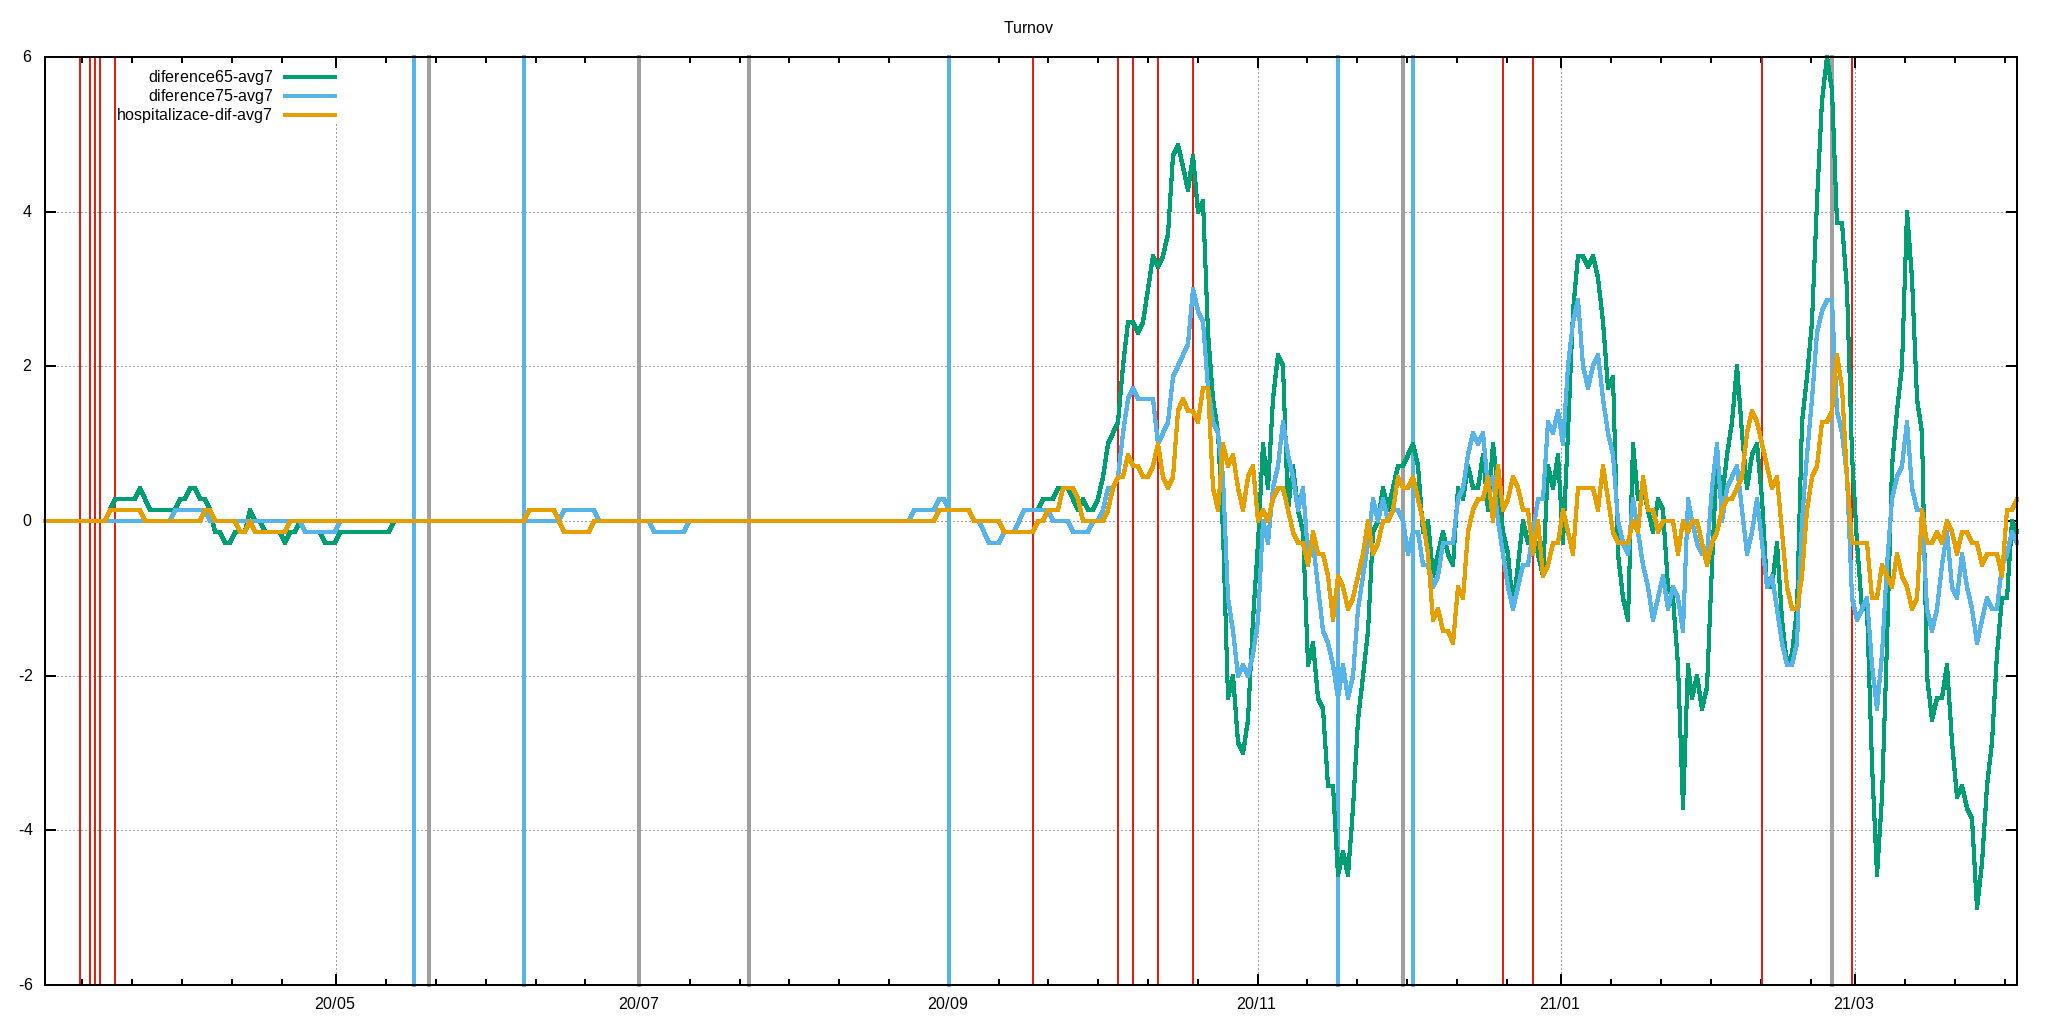 Turnov
6
diference65-avg7
diference75-avg7
hospitalizace-dif-avg7
4
2
0
-2
-4
-6
20/05 20/07 20/09 20/11 21/01 21/03